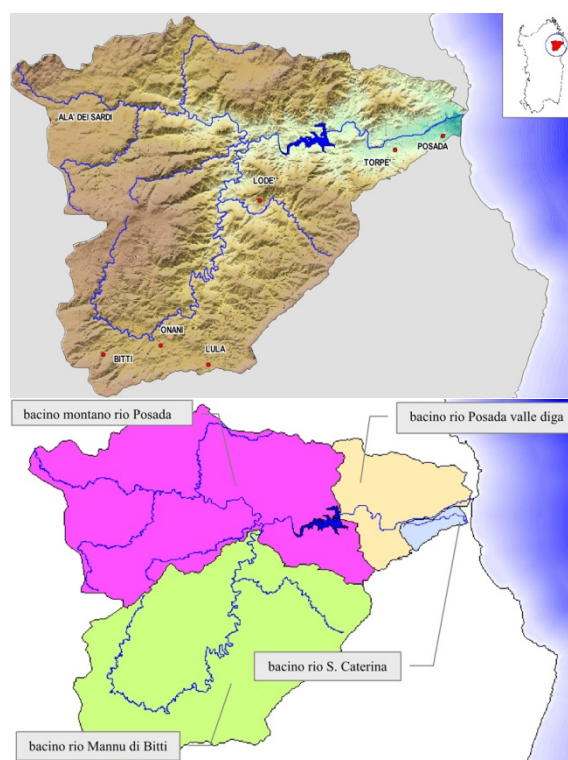 ALA' DEI SARDI
POSADA
TORPE'
LODE'
ONANÌ
BITTI
LULA
bacino montano rio Posada
bacino rio Posada valle diga
bacino rio S. Caterina
bacino rio Mannu di Bitti